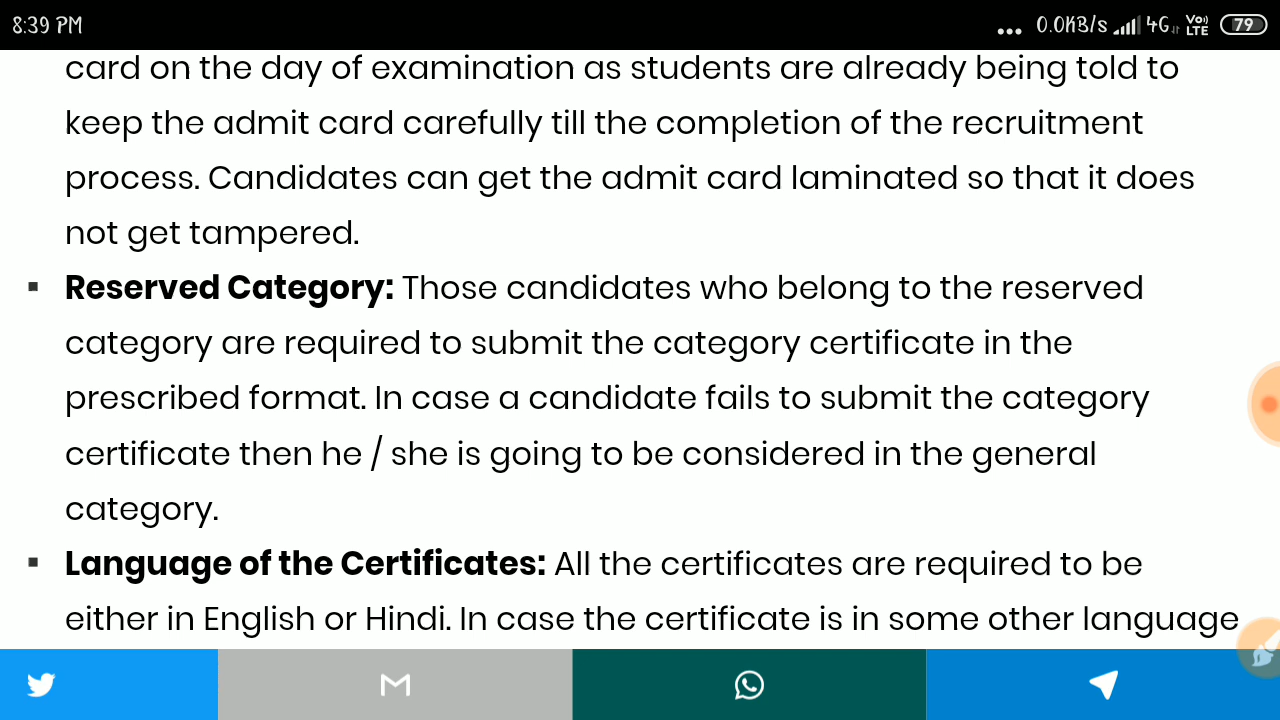 8:39 PM
0.0KB/s 4G Vo) LTE 79
card on the day of examination as students are already being told to
keep the admit card carefully till the completion of the recruitment
process. Candidates can get the admit card laminated so that it does
not get tampered.
▪ Reserved Category: Those candidates who belong to the reserved
category are required to submit the category certificate in the
prescribed format. In case a candidate fails to submit the category
certificate then he / she is going to be considered in the general
category.
▪ Language of the Certificates: All the certificates are required to be
either in English or Hindi. In case the certificate is in some other language